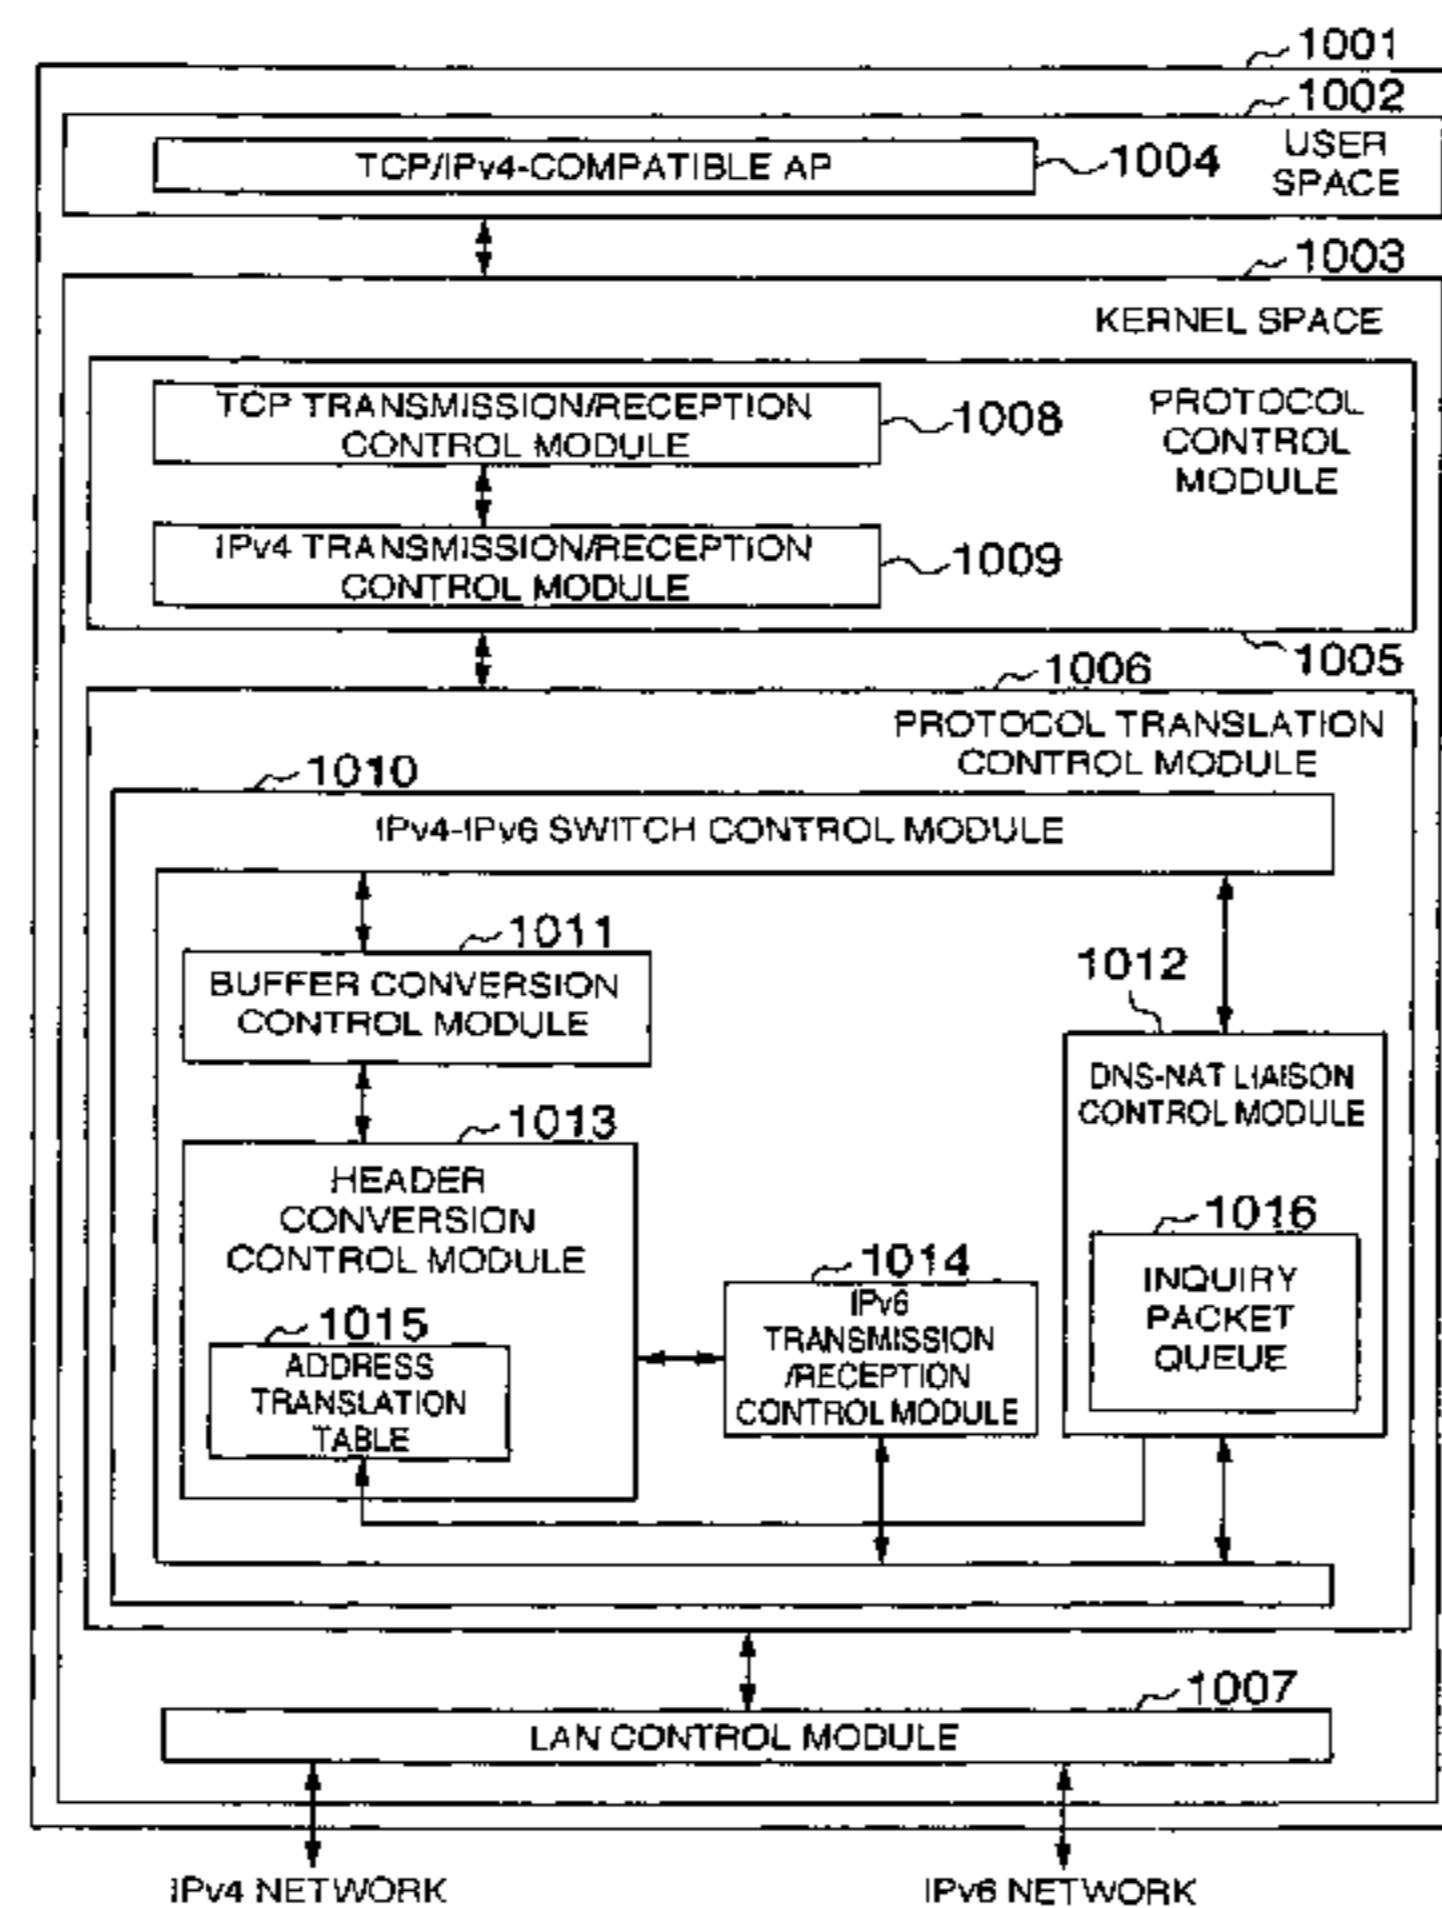 1001
1002
TCP/IPv4-COMPATIBLE AP
1004
USER
SPACE
1003
KERNEL SPACE
TCP TRANSMISSION/RECEPTION
CONTROL MODULE
1008
PROTOCOL
CONTROL
MODULE
IPv4 TRANSMISSION/RECEPTION
CONTROL MODULE
1009
1005
1006
PROTOCOL TRANSLATION
CONTROL MODULE
1010
IPv4-IPv6 SWITCH CONTROL MODULE
1011
BUFFER CONVERSION
CONTROL MODULE
1012
DNS-NAT LIAISON
CONTROL MODULE
1013
HEADER
CONVERSION
CONTROL MODULE
1014
IPv6
TRANSMISSION
/RECEPTION
CONTROL MODULE
1016
INQUIRY
PACKET
QUEUE
1015
ADDRESS
TRANSLATION
TABLE
1007
LAN CONTROL MODULE
IPv4 NETWORK
IPv6 NETWORK